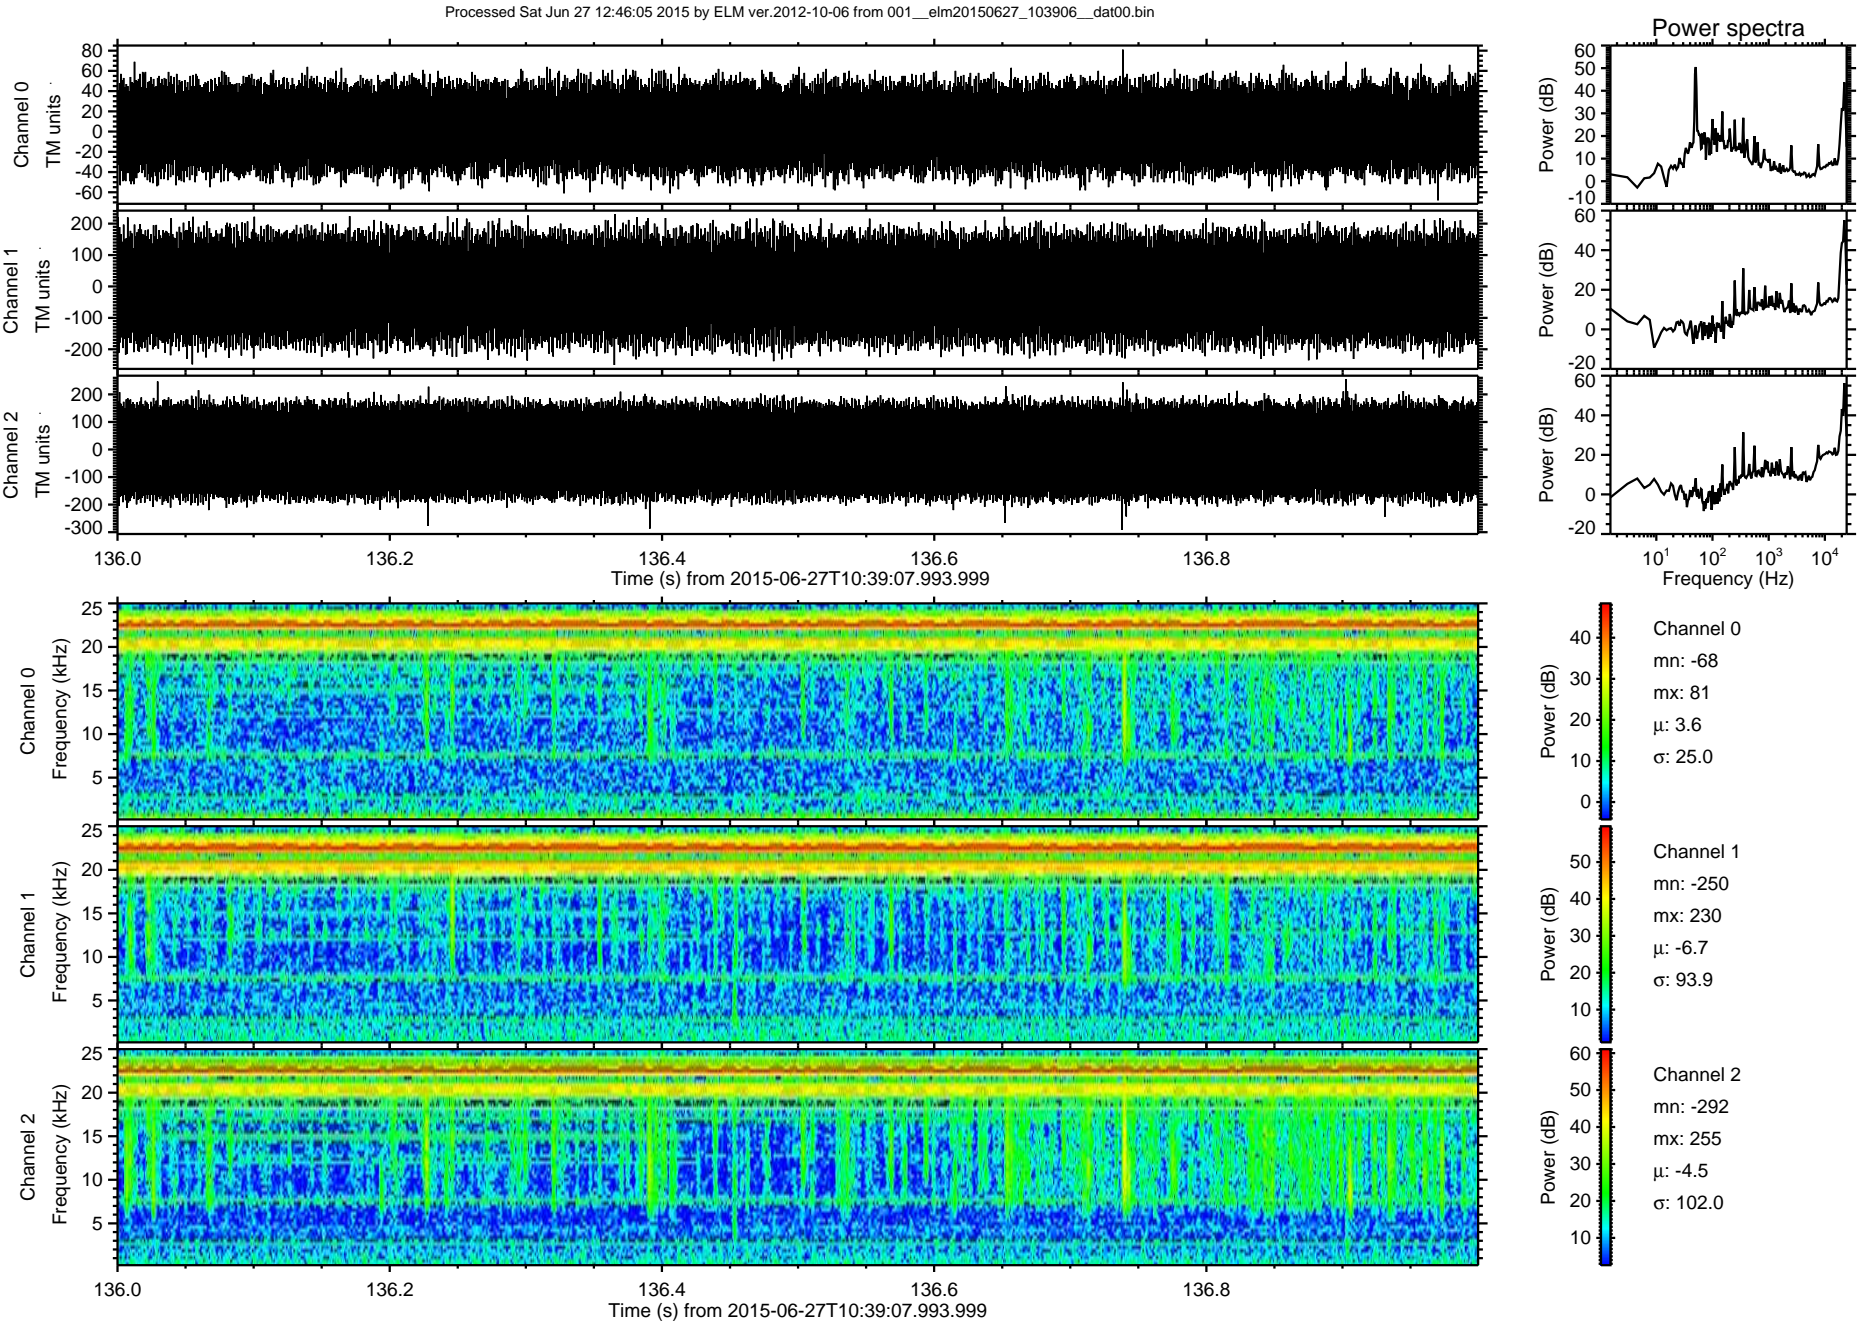 Processed Sat Jun 27 12:46:05 2015 by ELM ver.2012-10-06 from 001__elm20150627_103906__dat00.bin
Power spectra
Channel 0
TM units
80
60
40
20
0
-20
-40
-60
Power (dB)
60
50
40
30
20
10
0
-10
Channel 1
TM units
200
100
0
-100
-200
Power (dB)
60
40
20
0
-20
Channel 2
TM units
200
100
0
-100
-200
-300
Power (dB)
60
40
20
0
-20
136.0 136.2 136.4 136.6 136.8
Time (s) from 2015-06-27T10:39:07.993.999
10^1 10^2 10^3 10^4
Frequency (Hz)
Channel 0
Frequency (kHz)
25
20
15
10
5
Power (dB)
40
30
20
10
0
Channel 0
mn: -68
mx: 81
μ: 3.6
σ: 25.0
Channel 1
Frequency (kHz)
25
20
15
10
5
Power (dB)
50
40
30
20
10
Channel 1
mn: -250
mx: 230
μ: -6.7
σ: 93.9
Channel 2
Frequency (kHz)
25
20
15
10
5
Power (dB)
60
50
40
30
20
10
Channel 2
mn: -292
mx: 255
μ: -4.5
σ: 102.0
136.0 136.2 136.4 136.6 136.8
Time (s) from 2015-06-27T10:39:07.993.999